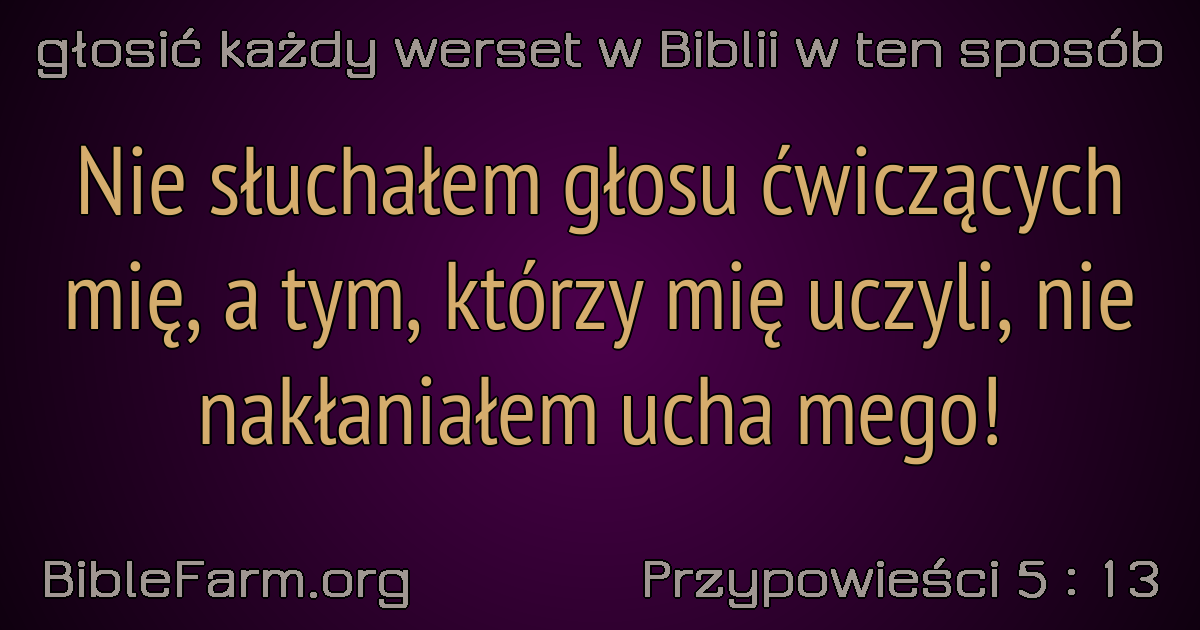 głosić każdy werset w Biblii w ten sposób
Nie słuchałem głosu ćwiczących
mię, a tym, którzy mię uczyli, nie
nakłaniałem ucha mego!
BibleFarm.org
Przypowieści 5 : 13